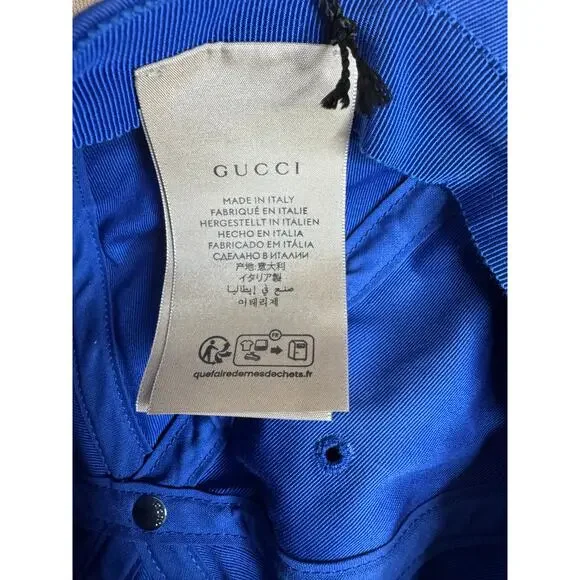 GUCCI
MADE IN ITALY
FABRIQUÉ EN ITALIE
HERGESTELLT IN ITALIEN
HECHO EN ITALIA
FABRICADO EM ITÁLIA
СДЕЛАНО В ИТАЛИИ
产地:意大利
イタリア製
صنع في إيطاليا
이태리제
FR
quefairedemesdechets.fr